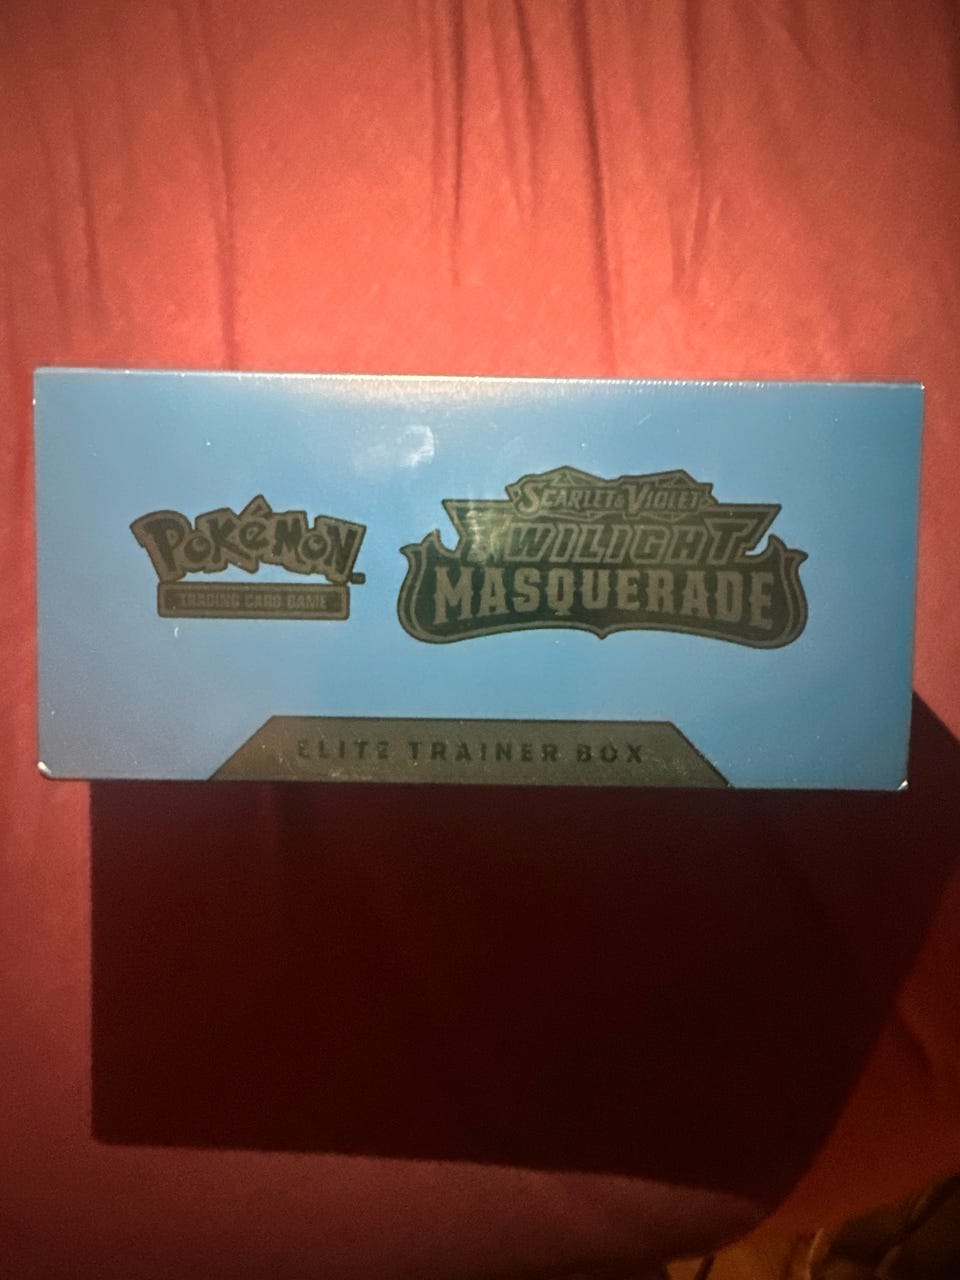 Pokémon
TRADING CARD GAME
SCARLET & VIOLET
TWILIGHT
MASQUERADE
ELITE TRAINER BOX